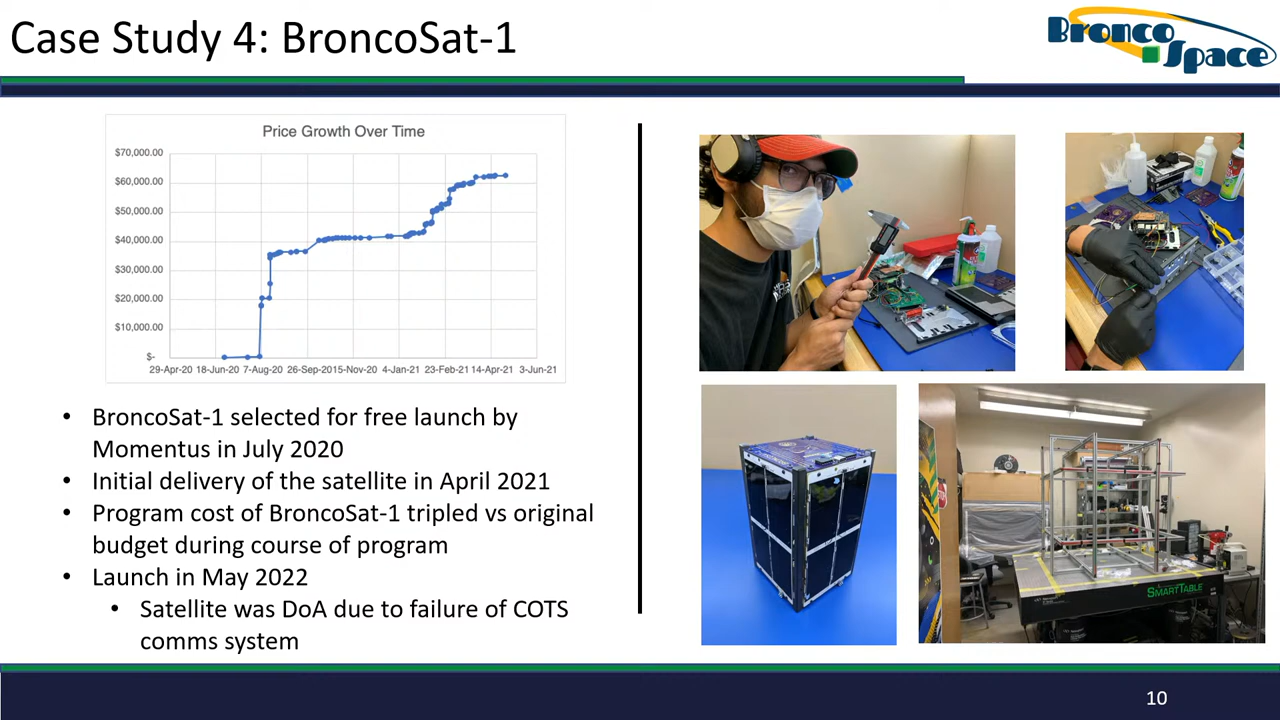 Case Study 4: BroncoSat-1
Bronco
Space
Price Growth Over Time
$70,000.00
$60,000.00
$50,000.00
$40,000.00
$30,000.00
$20,000.00
$10,000.00
$-
29-Apr-20 18-Jun-20 7-Aug-20 26-Sep-20 15-Nov-20 4-Jan-21 23-Feb-21 14-Apr-21 3-Jun-21
• BroncoSat-1 selected for free launch by
Momentus in July 2020
• Initial delivery of the satellite in April 2021
• Program cost of BroncoSat-1 tripled vs original
budget during course of program
• Launch in May 2022
• Satellite was DoA due to failure of COTS
comms system
SMARTTABLE
10